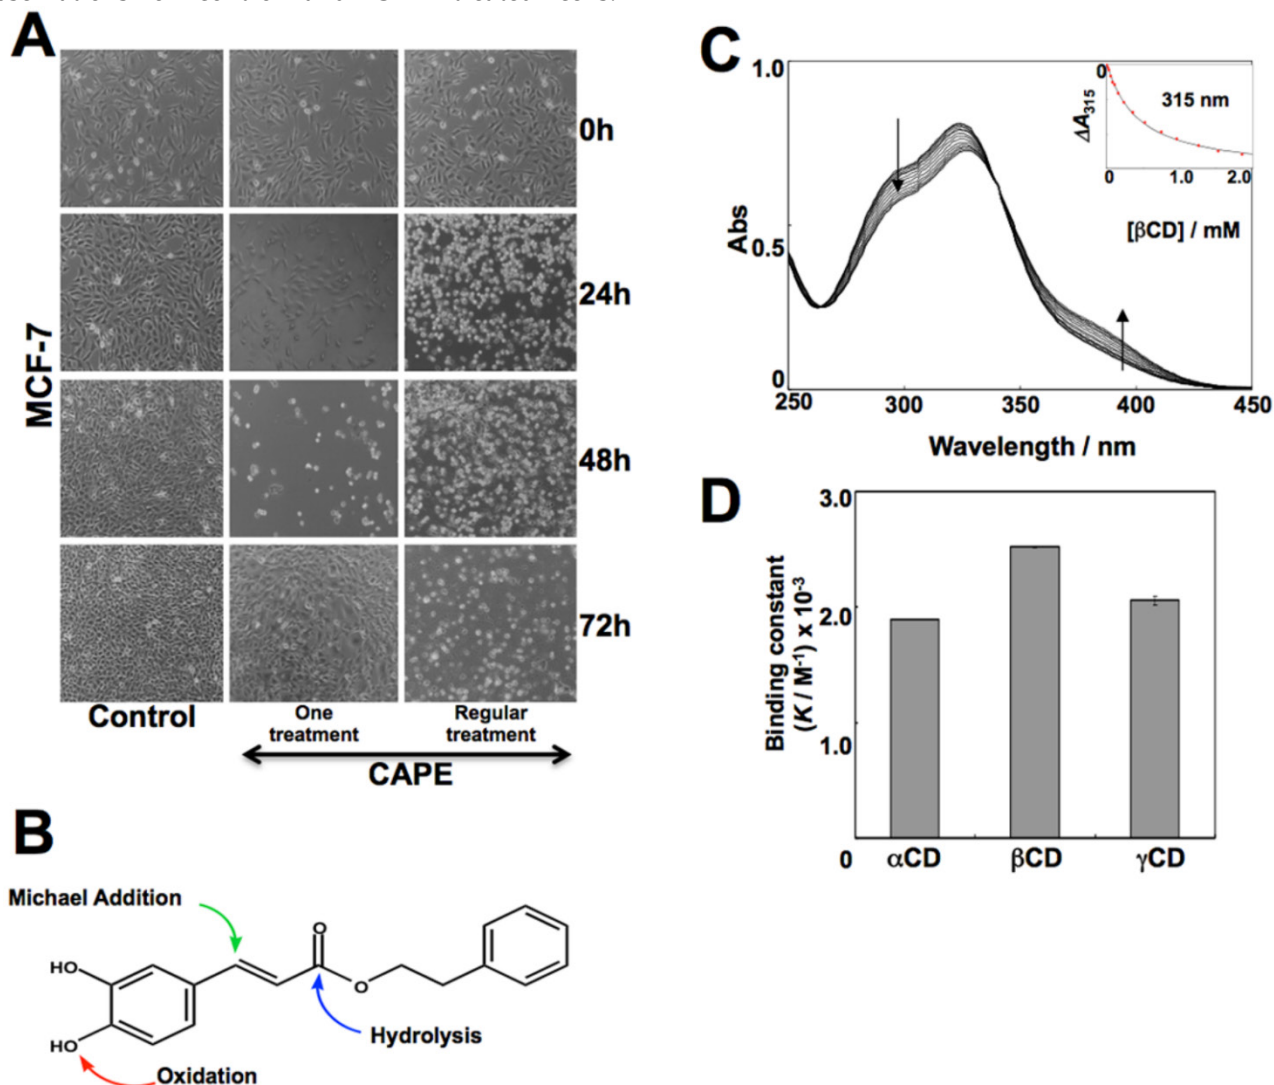 A
0h
24h
48h
72h
MCF-7
Control
One
treatment
Regular
treatment
CAPE
B
Michael Addition
O
HO
O
HO
Hydrolysis
Oxidation
C
1.0
0.5
0
Abs
250 300 350 400 450
Wavelength / nm
0
ΔA315
315 nm
0 1.0 2.0
[βCD] / mM
D
3.0
2.0
1.0
0
Binding constant
(K / M-1) x 10-3
αCD βCD γCD